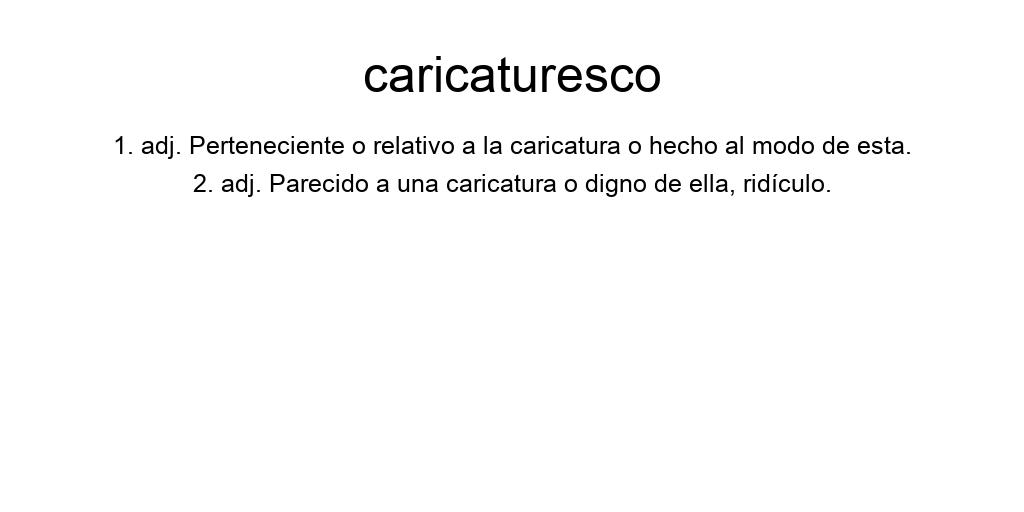 caricaturesco
1. adj. Perteneciente o relativo a la caricatura o hecho al modo de esta.
2. adj. Parecido a una caricatura o digno de ella, ridículo.